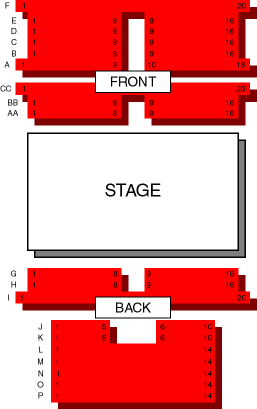 F 1 20
E 1 8 9 16
D 1 8 9 16
C 1 8 9 16
B 1 8 9 16
A 1 9 10 18
FRONT
CC 1 20
BB 1 8 9 16
AA 1 8 9 16
STAGE
G 1 8 9 16
H 1 8 9 16
I 1 20
BACK
J 1 5 6 10
K 1 5 6 10
L 1 14
M 1 14
N 1 14
O 1 14
P 1 14